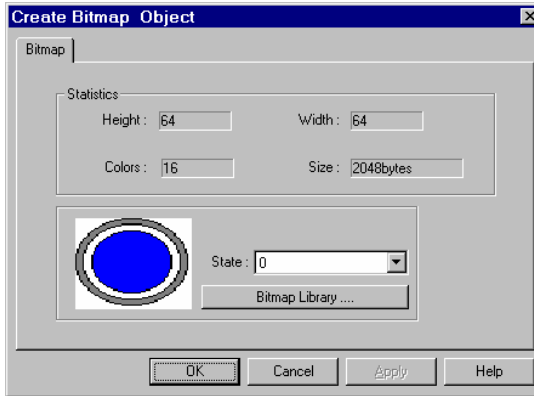 Create Bitmap Object
Bitmap
Statistics
Height : 64 Width : 64
Colors : 16 Size : 2048bytes
State : 0
Bitmap Library ....
OK Cancel Apply Help